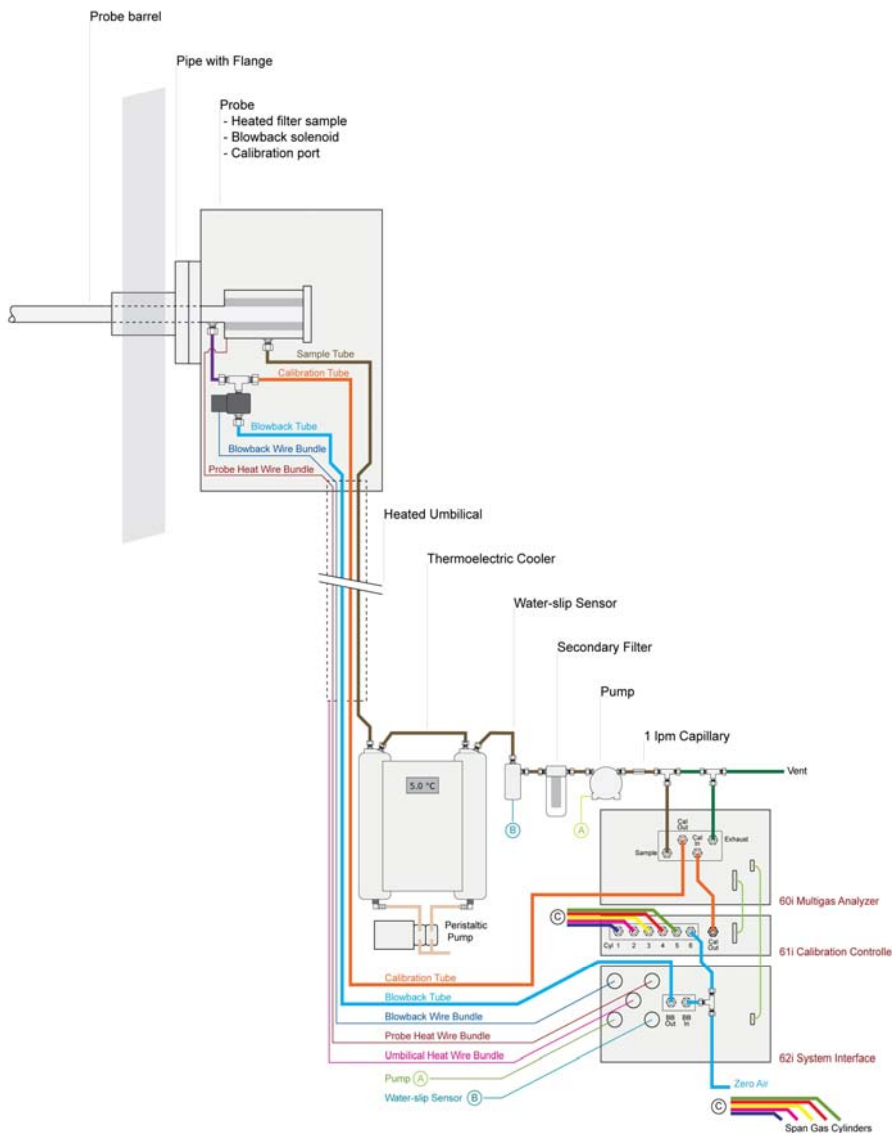 Probe barrel
Pipe with Flange
Probe
- Heated filter sample
- Blowback solenoid
- Calibration port
Sample Tube
Calibration Tube
Blowback Tube
Blowback Wire Bundle
Probe Heat Wire Bundle
Heated Umbilical
Thermoelectric Cooler
Water-slip Sensor
Secondary Filter
Pump
1 lpm Capillary
Vent
5.0 °C
B
A
Cal
Out
Cal
In
Exhaust
Sample
60i Multigas Analyzer
Peristaltic
Pump
C
Cyl 1 2 3 4 5 6
Cal
Out
61i Calibration Controlle
Calibration Tube
Blowback Tube
Blowback Wire Bundle
Probe Heat Wire Bundle
Umbilical Heat Wire Bundle
Pump A
Water-slip Sensor B
BB
Out
BB
In
62i System Interface
Zero Air
C
Span Gas Cylinders